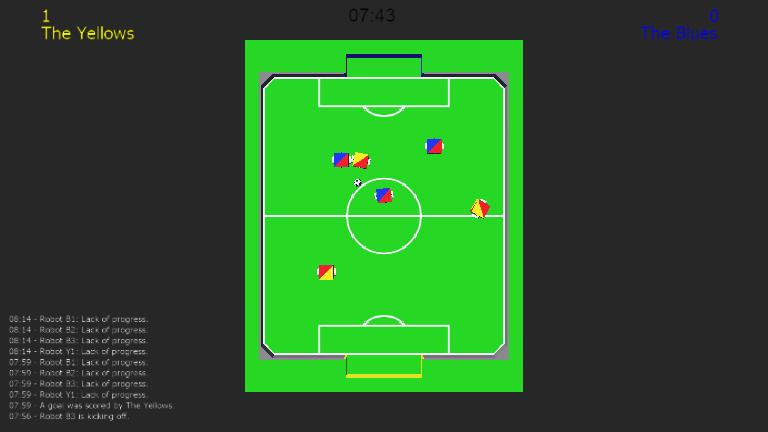 1
The Yellows
07:43
0
The Blues
08:14 - Robot B1: Lack of progress.
08:14 - Robot B2: Lack of progress.
08:14 - Robot B3: Lack of progress.
08:14 - Robot Y1: Lack of progress.
07:59 - Robot B1: Lack of progress.
07:59 - Robot B2: Lack of progress.
07:59 - Robot B3: Lack of progress.
07:59 - Robot Y1: Lack of progress.
07:59 - A goal was scored by The Yellows.
07:56 - Robot B3 is kicking off.